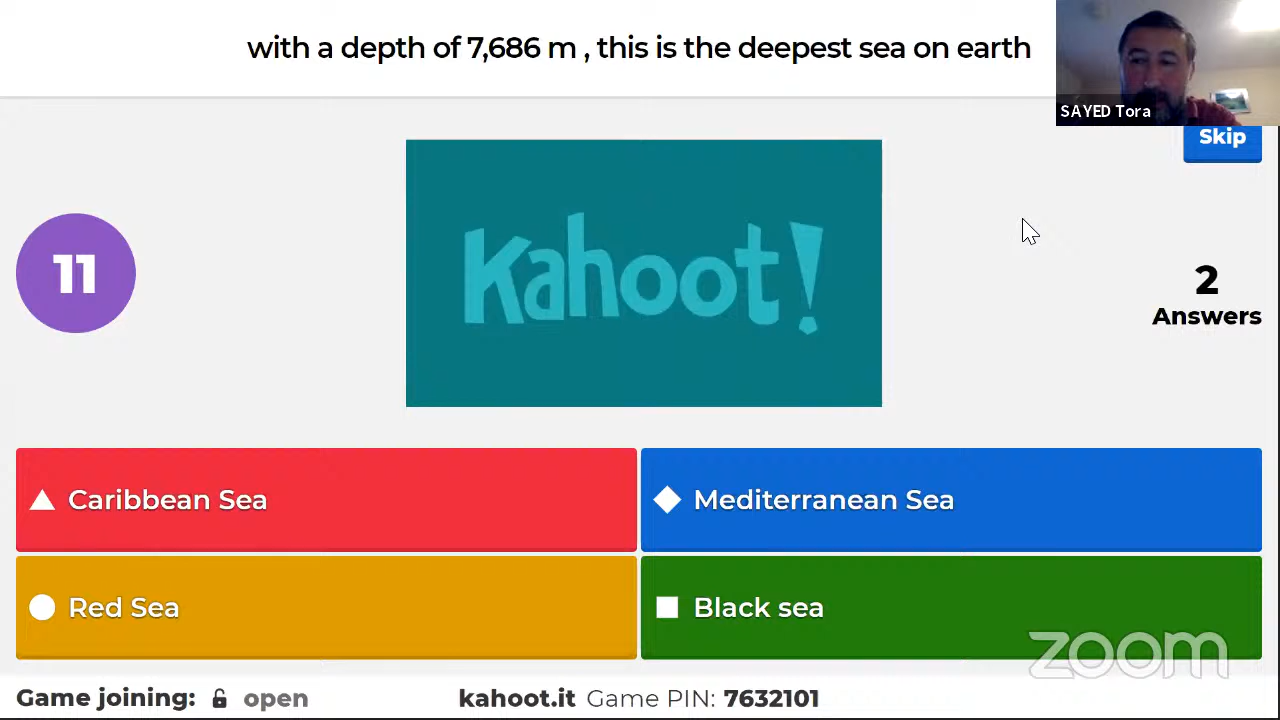 with a depth of 7,686 m , this is the deepest sea on earth
SAYED Tora
Skip
11
Kahoot!
2
Answers
Caribbean Sea
Mediterranean Sea
Red Sea
Black sea
zoom
Game joining: open
kahoot.it Game PIN: 7632101